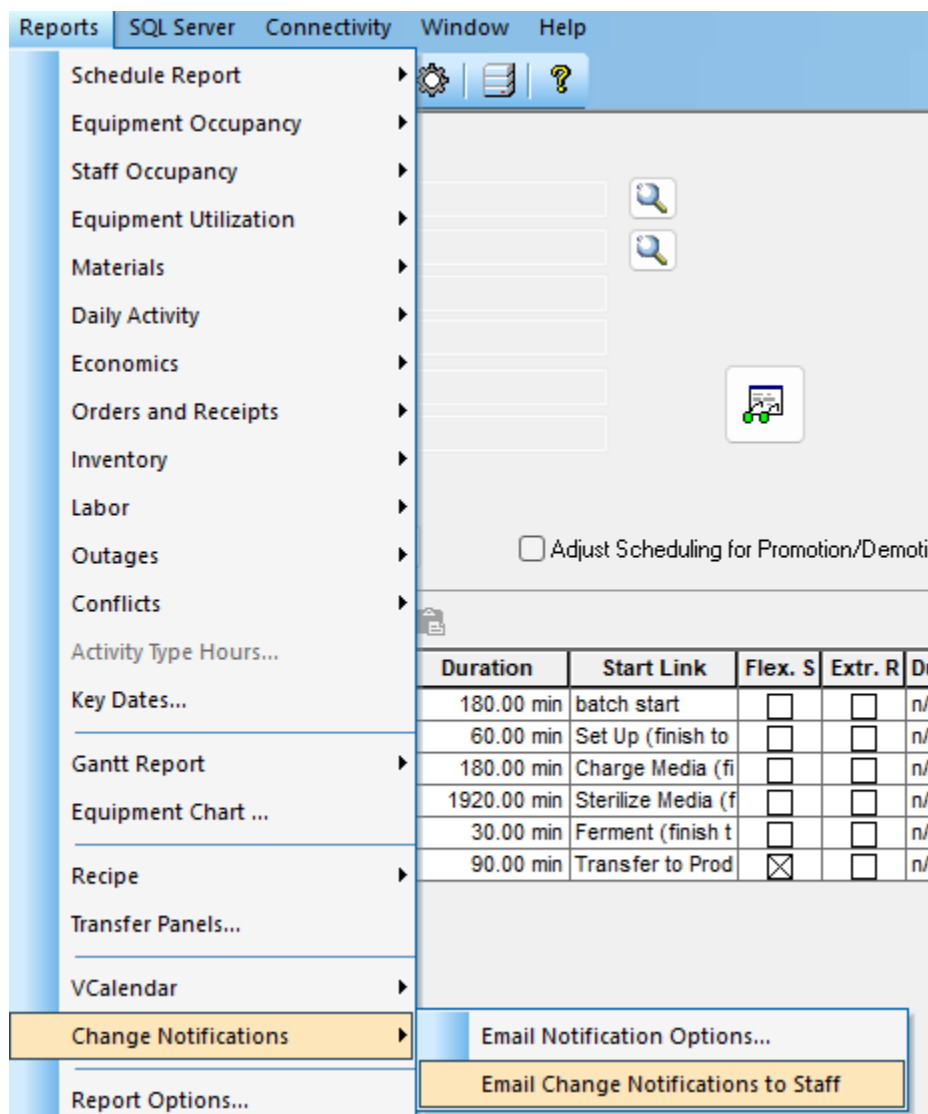 Reports SQL Server Connectivity Window Help
Schedule Report
Equipment Occupancy
Staff Occupancy
Equipment Utilization
Materials
Daily Activity
Economics
Orders and Receipts
Inventory
Labor
Outages
Adjust Scheduling for Promotion/Demoti
Conflicts
Activity Type Hours...
Key Dates...
Gantt Report
Equipment Chart ...
Recipe
Transfer Panels...
VCalendar
Change Notifications
Report Options...
Duration Start Link Flex. S Extr. R Du
180.00 min batch start n/
60.00 min Set Up (finish to n/
180.00 min Charge Media (fi n/
1920.00 min Sterilize Media (f n/
30.00 min Ferment (finish t n/
90.00 min Transfer to Prod n/
Email Notification Options...
Email Change Notifications to Staff